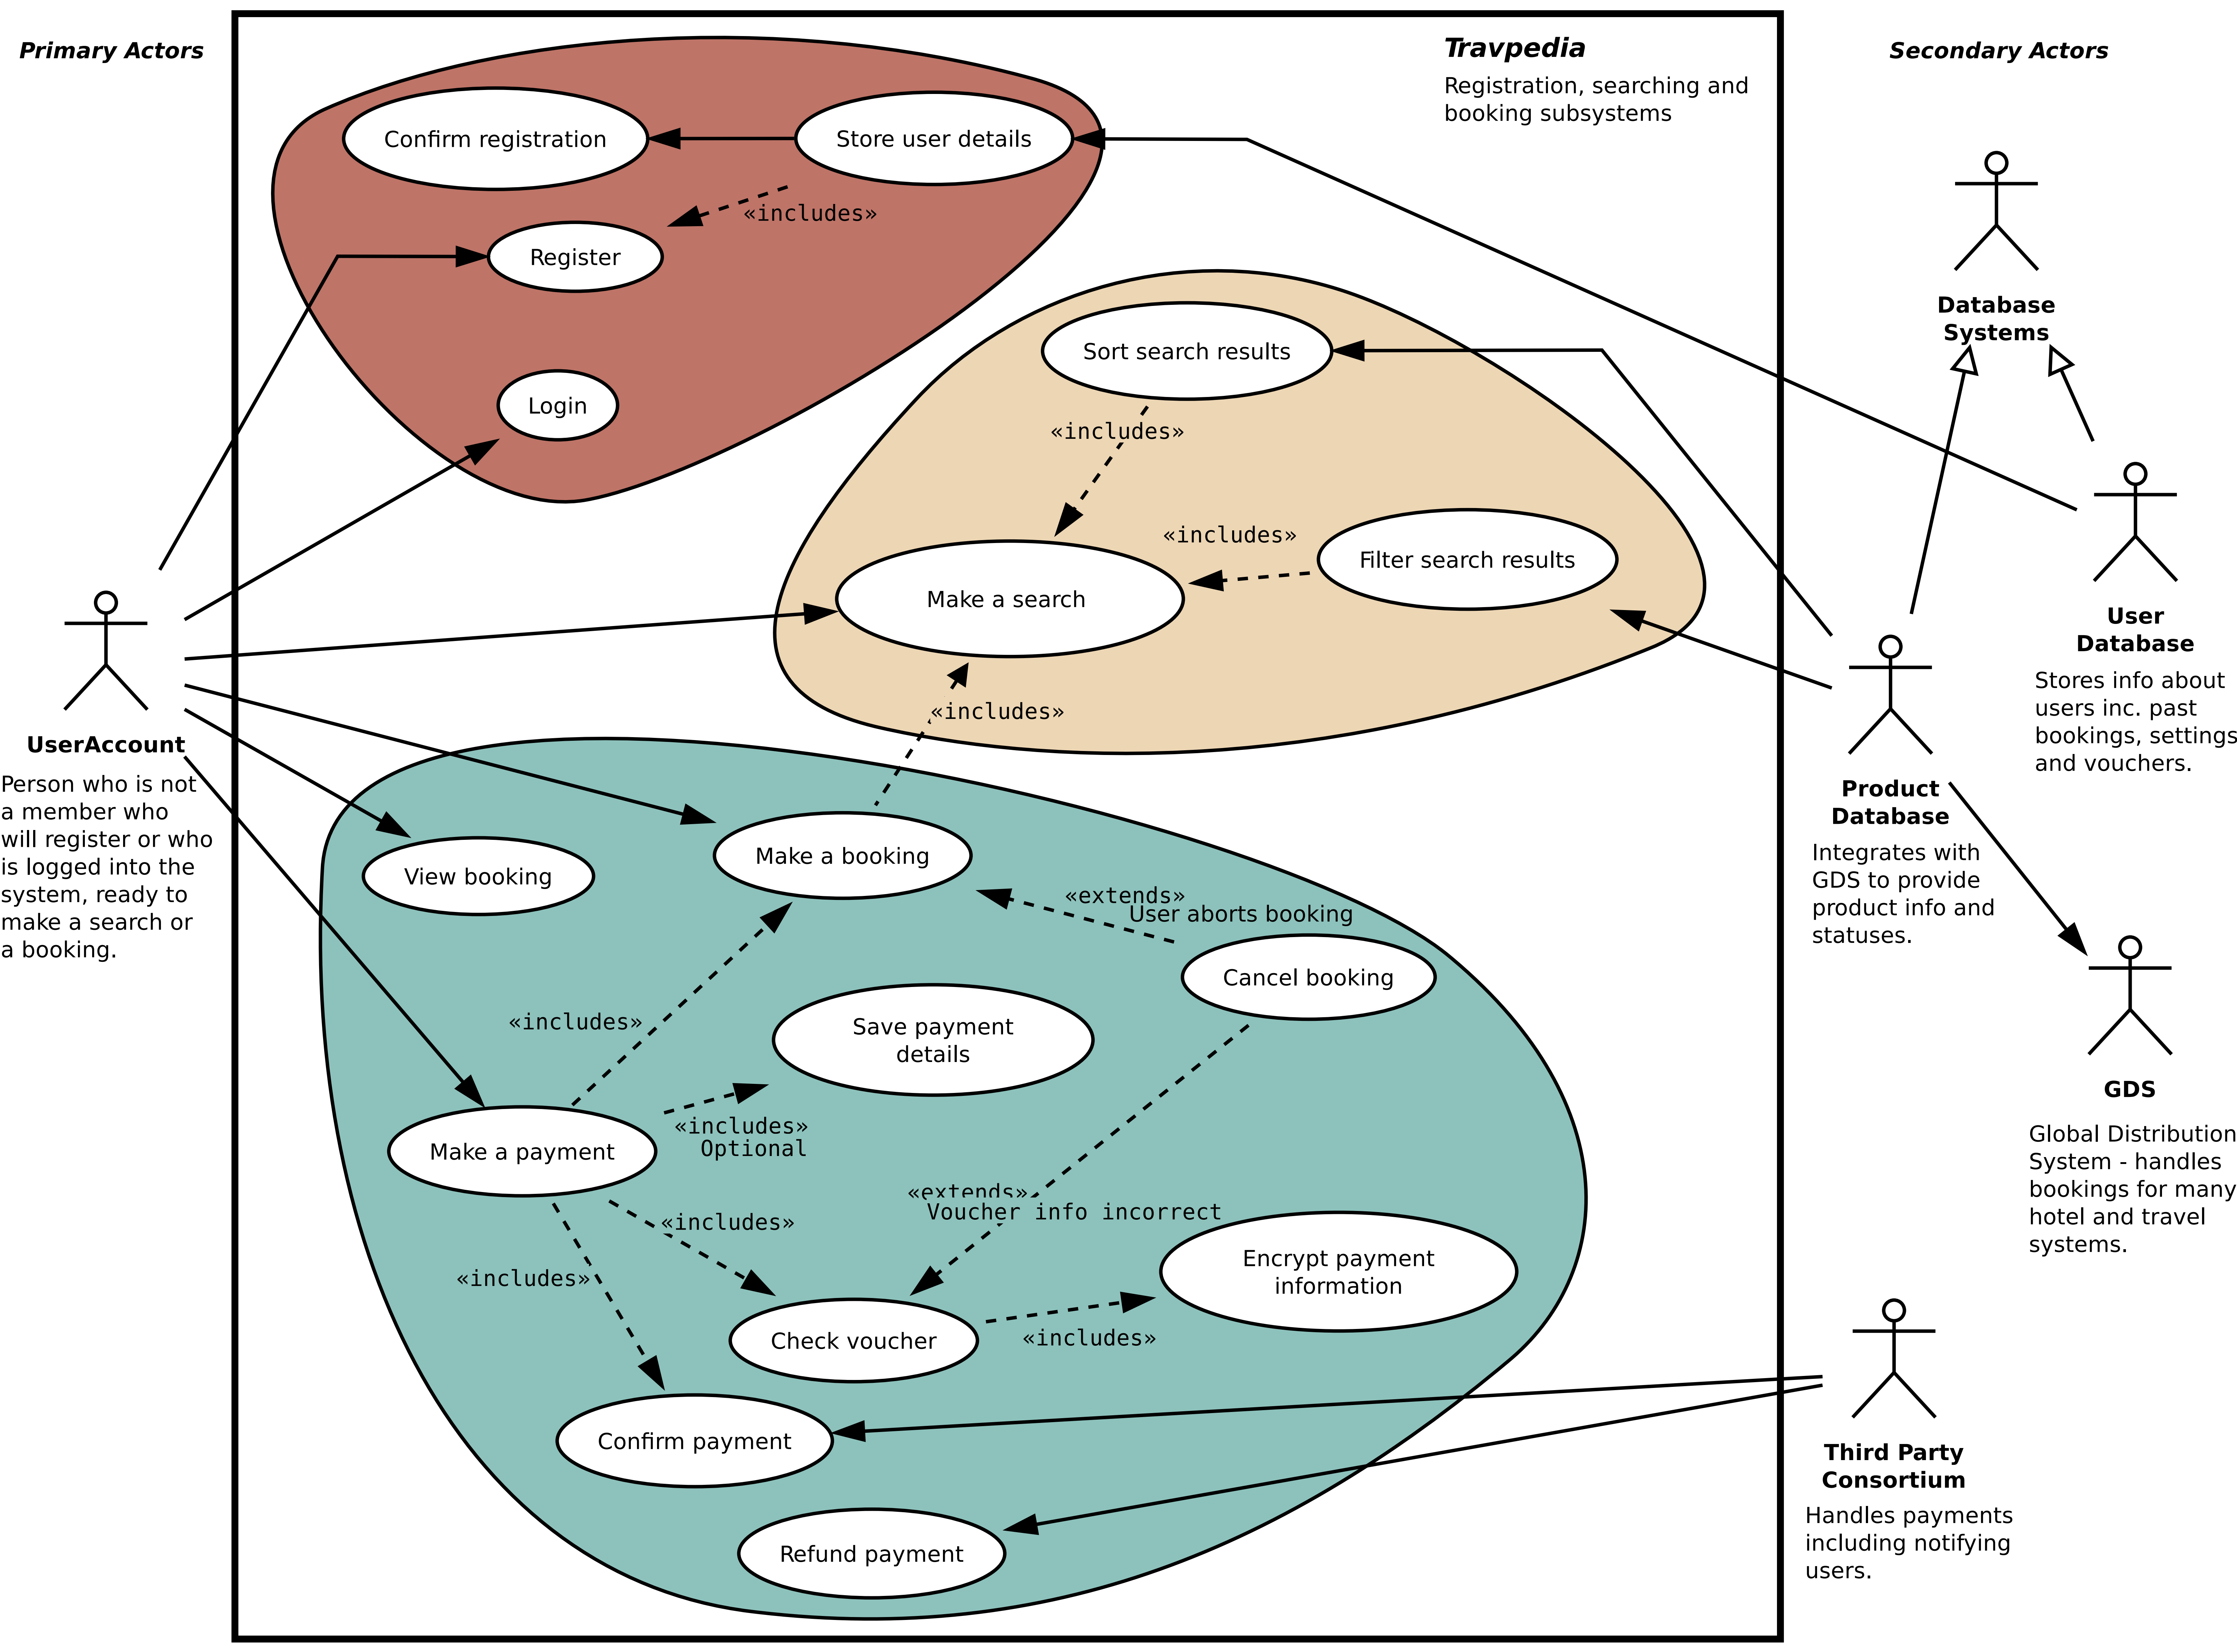 Primary Actors
Travpedia
Registration, searching and
booking subsystems
Secondary Actors
Confirm registration
Store user details
«includes»
Register
Login
Sort search results
«includes»
«includes»
Filter search results
Make a search
«includes»
Database
Systems
User
Database
Stores info about
users inc. past
bookings, settings
and vouchers.
UserAccount
Person who is not
a member who
will register or who
is logged into the
system, ready to
make a search or
a booking.
Product
Database
Integrates with
GDS to provide
product info and
statuses.
View booking
Make a booking
«extends»
User aborts booking
Cancel booking
«includes»
Save payment
details
Make a payment
«includes»
Optional
«extends»
Voucher info incorrect
«includes»
«includes»
Encrypt payment
information
Check voucher
«includes»
Confirm payment
Refund payment
GDS
Global Distribution
System - handles
bookings for many
hotel and travel
systems.
Third Party
Consortium
Handles payments
including notifying
users.